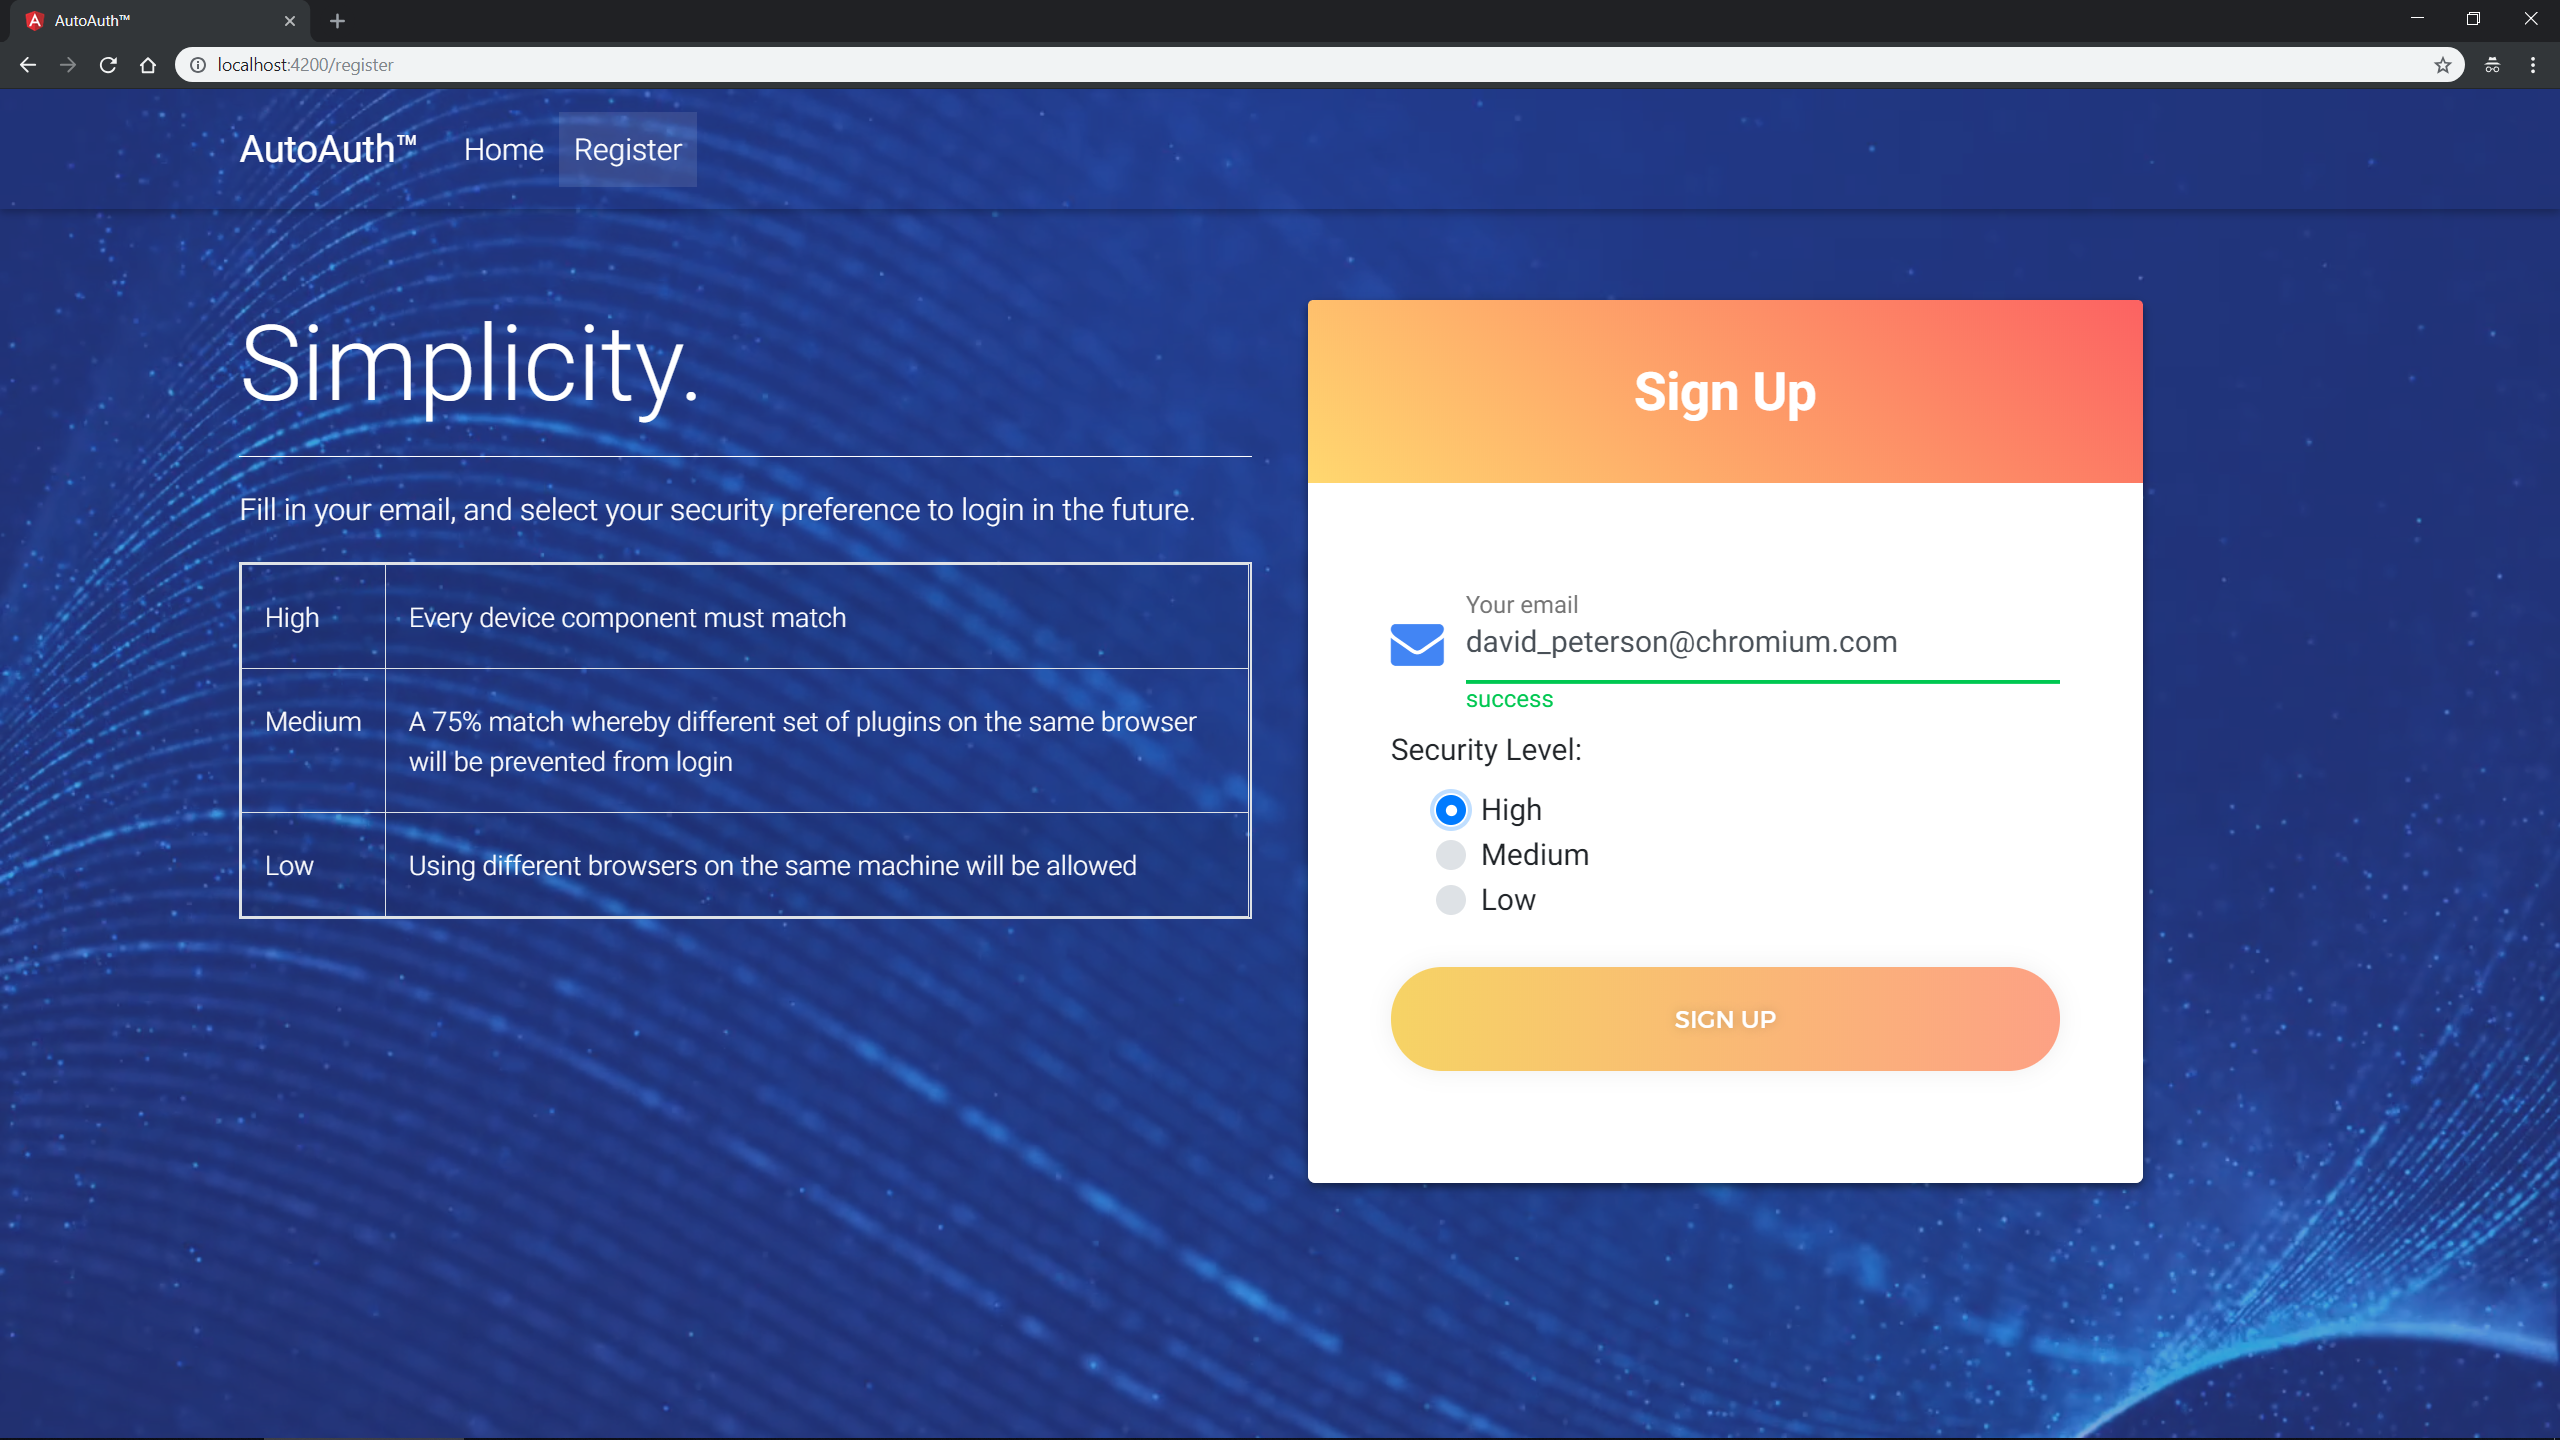 AutoAuth™
localhost:4200/register
AutoAuth™ Home Register
Simplicity.
Fill in your email, and select your security preference to login in the future.
High Every device component must match
Medium A 75% match whereby different set of plugins on the same browser
will be prevented from login
Low Using different browsers on the same machine will be allowed
Sign Up
Your email
david_peterson@chromium.com
success
Security Level:
High
Medium
Low
SIGN UP